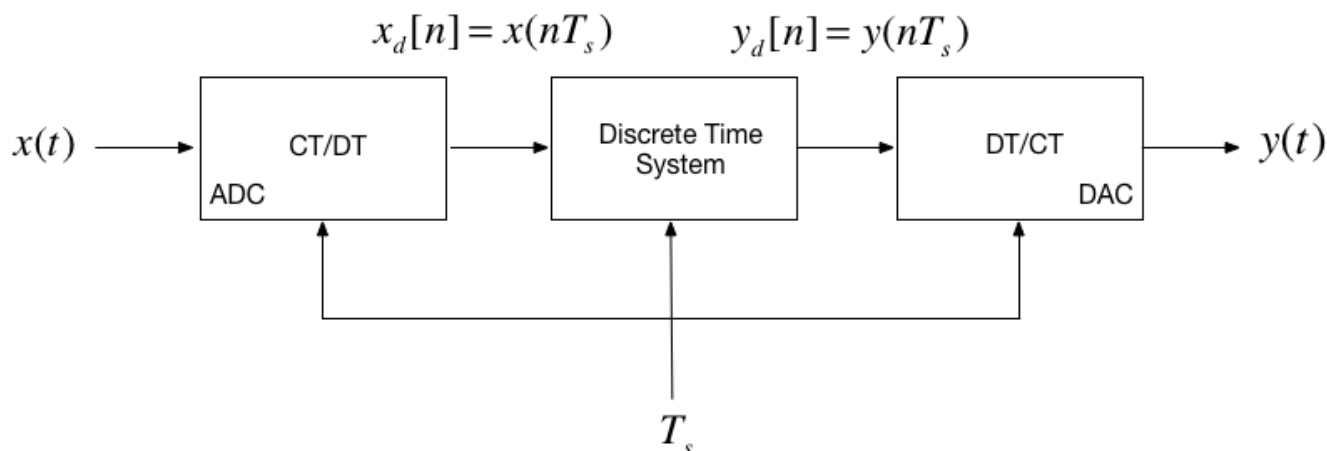 x_d[n] = x(nT_s)
y_d[n] = y(nT_s)
x(t)
CT/DT
ADC
Discrete Time
System
DT/CT
DAC
y(t)
T_s